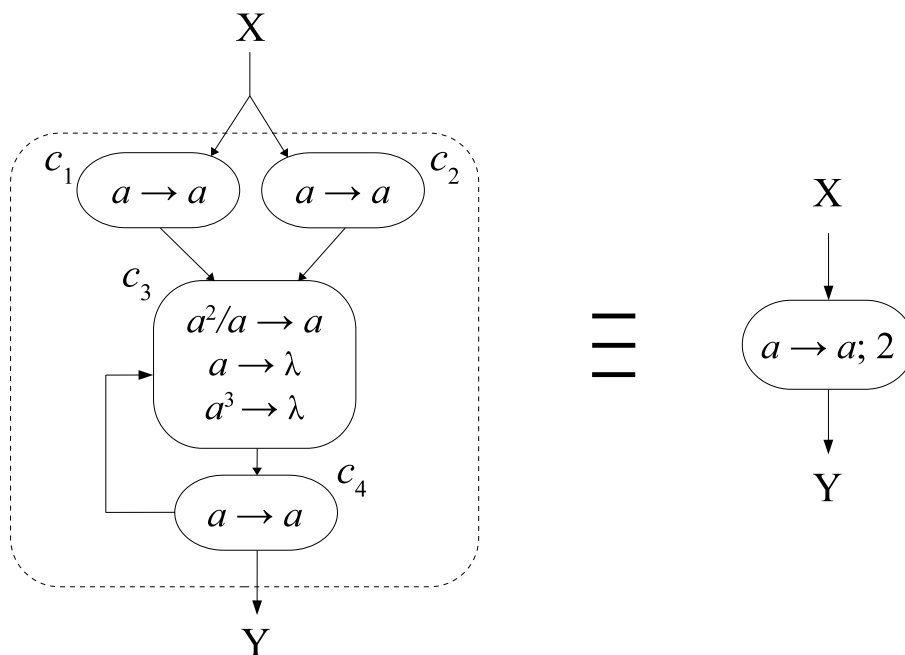 X
c₁
a → a
a → a
c₂
c₃
a²/a → a
a → λ
a³ → λ
c₄
a → a
Y
≡
X
a → a; 2
Y